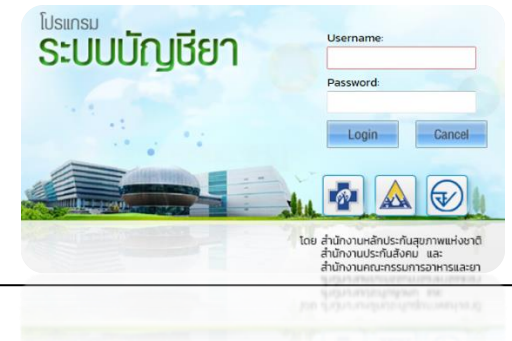 โปรแกรม
ระบบบัญชียา
Username:
Password:
Login Cancel
โดย สำนักงานหลักประกันสุขภาพแห่งชาติ
สำนักงานประกันสังคม และ
สำนักงานคณะกรรมการอาหารและยา